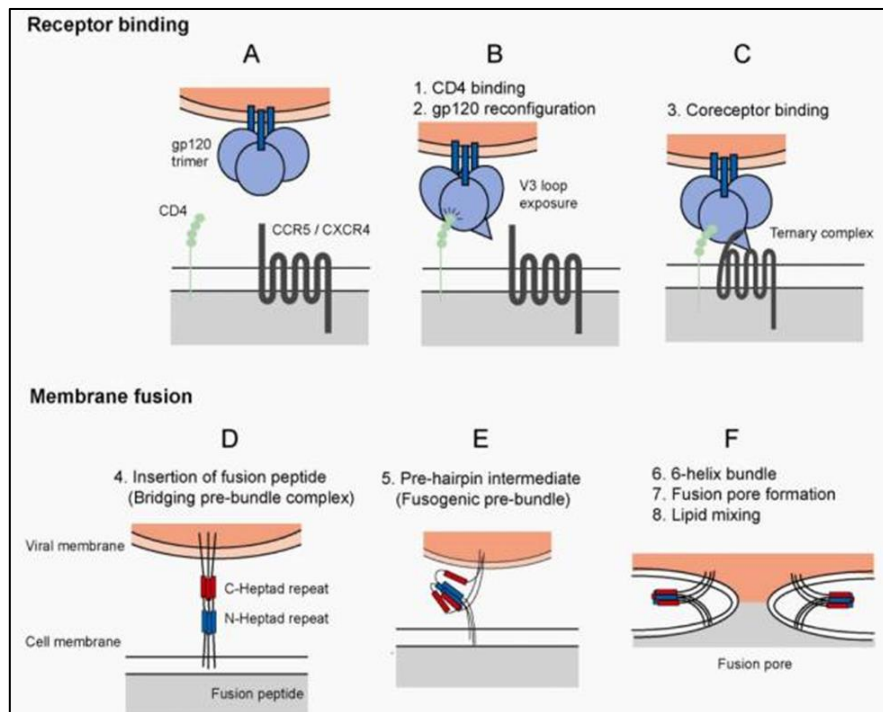 Receptor binding
A
gp120
trimer
CD4
CCR5 / CXCR4
B
1. CD4 binding
2. gp120 reconfiguration
V3 loop
exposure
C
3. Coreceptor binding
Ternary complex
Membrane fusion
D
4. Insertion of fusion peptide
(Bridging pre-bundle complex)
Viral membrane
C-Heptad repeat
N-Heptad repeat
Cell membrane
Fusion peptide
E
5. Pre-hairpin intermediate
(Fusogenic pre-bundle)
F
6. 6-helix bundle
7. Fusion pore formation
8. Lipid mixing
Fusion pore